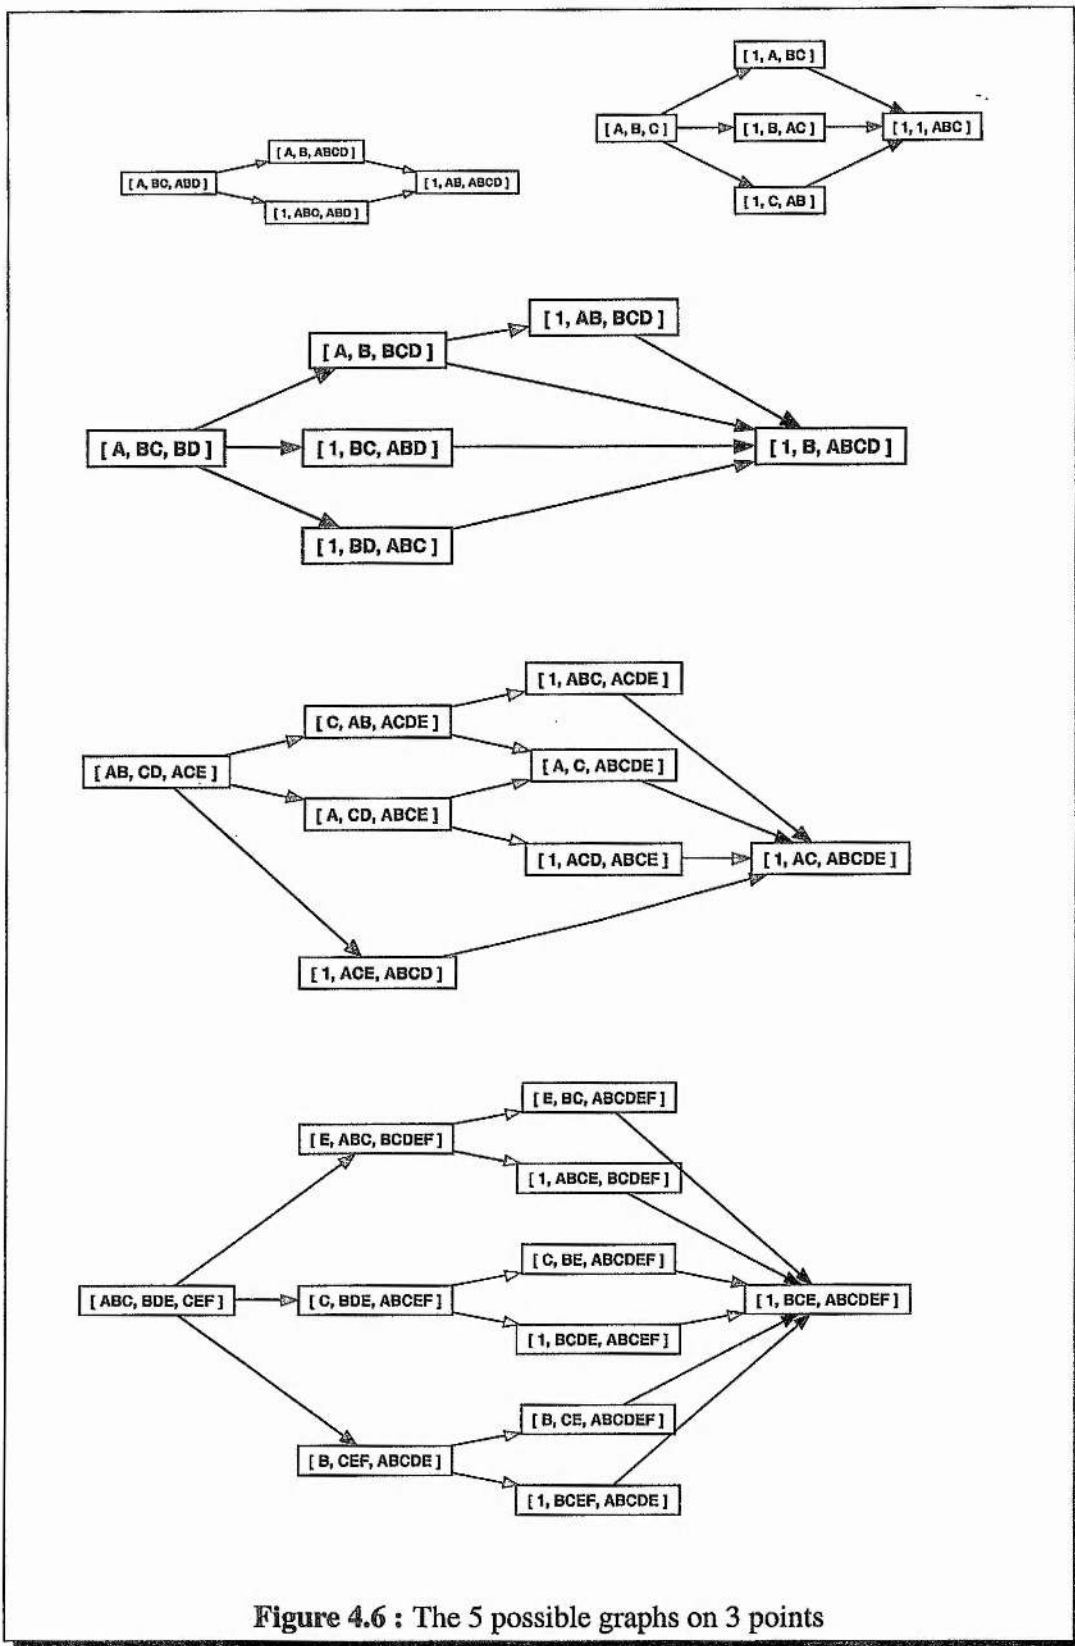 [ 1, A, BC ]
[ A, B, C ]
[ 1, B, AC ]
[ 1, 1, ABC ]
[ 1, C, AB ]
[ A, B, ABCD ]
[ A, BC, ABD ]
[ 1, AB, ABCD ]
[ 1, ABC, ABD ]
[ 1, AB, BCD ]
[ A, B, BCD ]
[ A, BC, BD ]
[ 1, BC, ABD ]
[ 1, B, ABCD ]
[ 1, BD, ABC ]
[ 1, ABC, ACDE ]
[ C, AB, ACDE ]
[ AB, CD, ACE ]
[ A, C, ABCDE ]
[ A, CD, ABCE ]
[ 1, ACD, ABCE ]
[ 1, AC, ABCDE ]
[ 1, ACE, ABCD ]
[ E, BC, ABCDEF ]
[ E, ABC, BCDEF ]
[ 1, ABCE, BCDEF ]
[ C, BE, ABCDEF ]
[ ABC, BDE, CEF ]
[ C, BDE, ABCEF ]
[ 1, BCE, ABCDEF ]
[ 1, BCDE, ABCEF ]
[ B, CE, ABCDEF ]
[ B, CEF, ABCDE ]
[ 1, BCEF, ABCDE ]
Figure 4.6 : The 5 possible graphs on 3 points